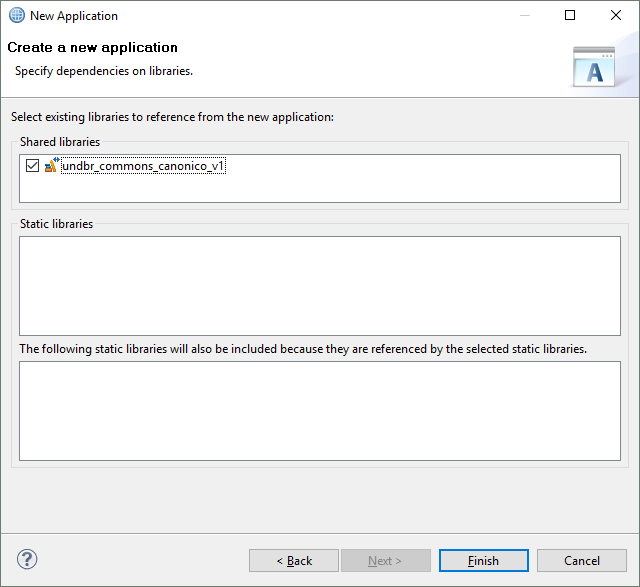 New Application
Create a new application
Specify dependencies on libraries.
A
Select existing libraries to reference from the new application:
Shared libraries
undbr_commons_canonico_v1
Static libraries
The following static libraries will also be included because they are referenced by the selected static libraries.
?
< Back
Next >
Finish
Cancel